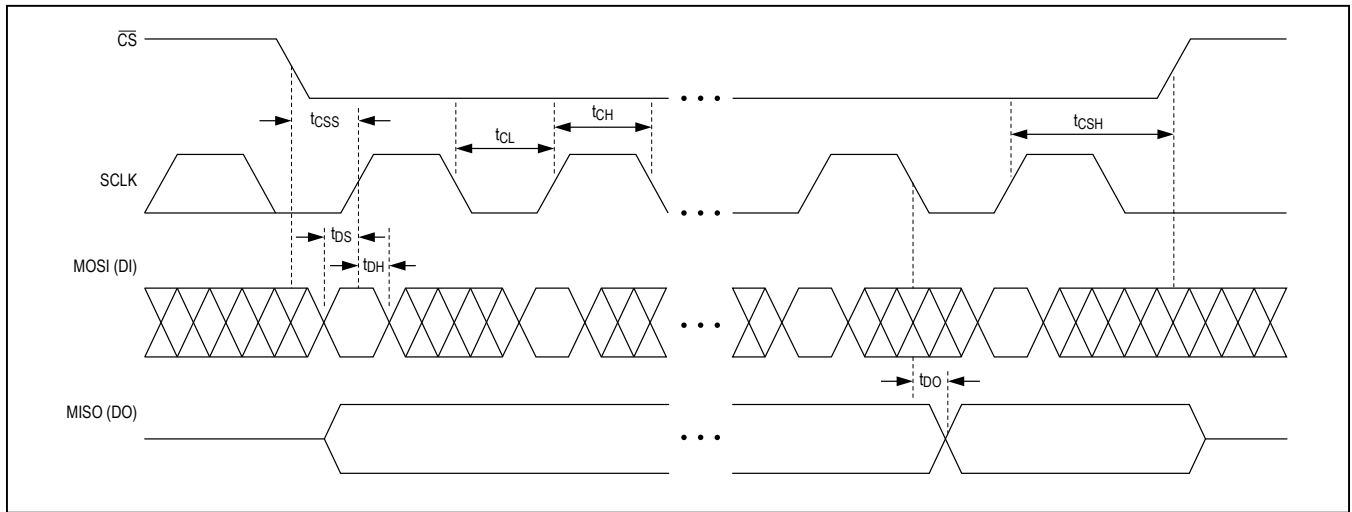 CS
tCSS
tCL
tCH
tCSH
SCLK
tDS
tDH
MOSI (DI)
tDO
MISO (DO)